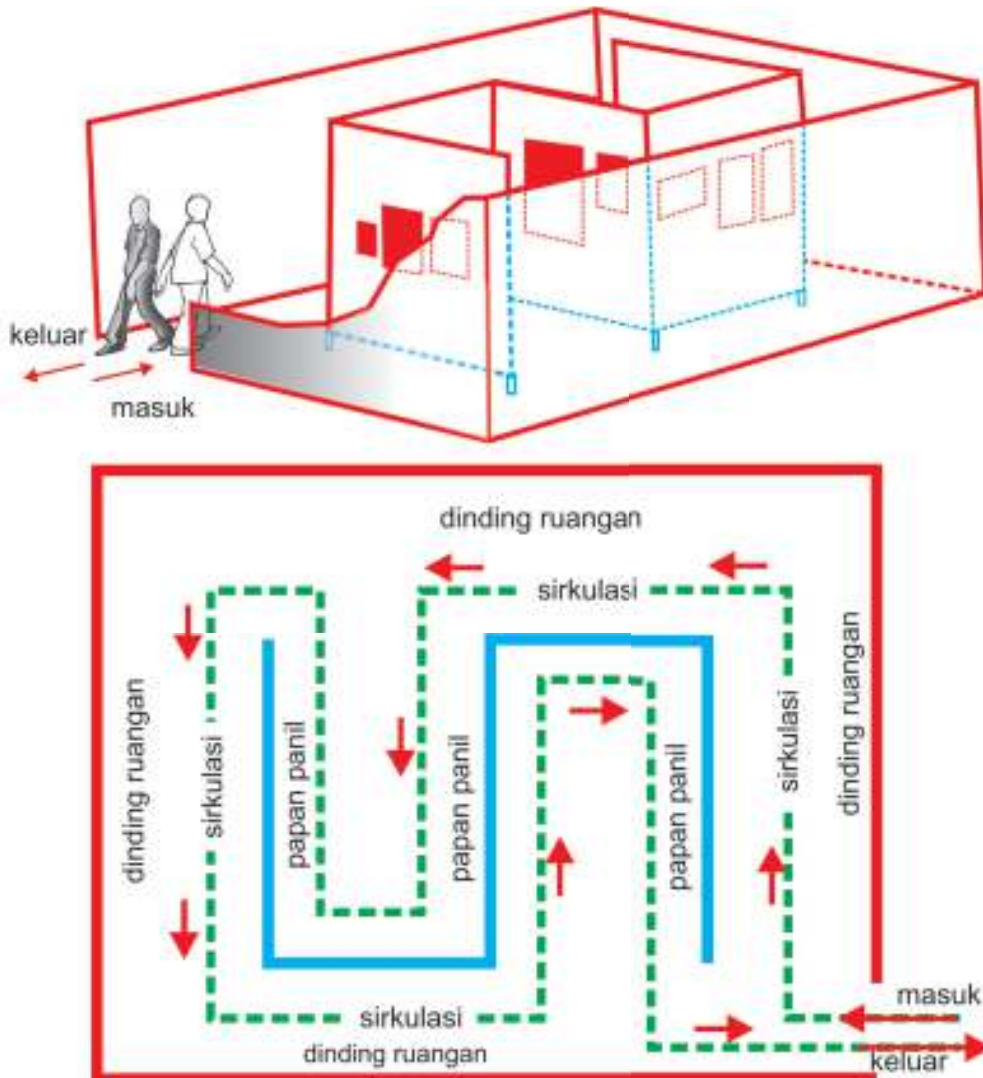 keluar
masuk
dinding ruangan
sirkulasi
dinding ruangan
sirkulasi
papan panil
papan panil
papan panil
sirkulasi
dinding ruangan
sirkulasi
dinding ruangan
masuk
keluar